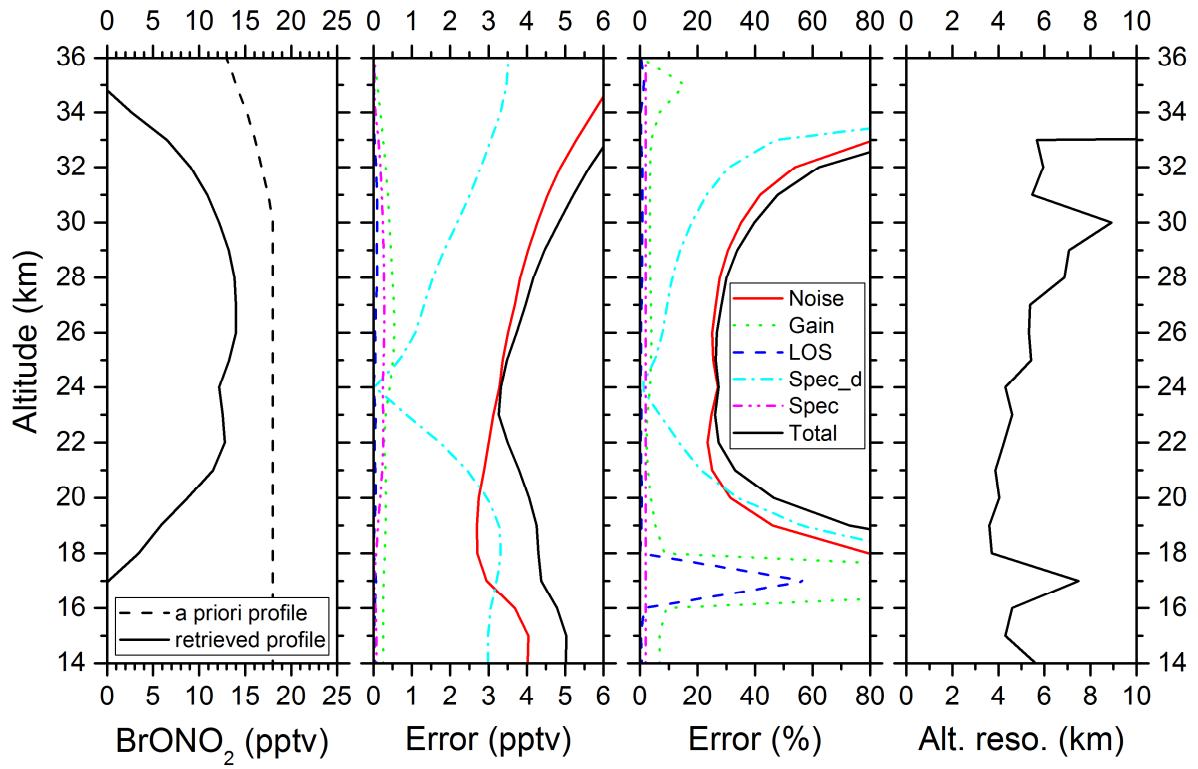 0 5 10 15 20 25 0 1 2 3 4 5 6 0 20 40 60 80 0 2 4 6 8 10
36 36
34 34
32 32
30 30
28 28
26 26
24 24
22 22
20 20
18 18
16 16
14 14
Altitude (km)
a priori profile
retrieved profile
Noise
Gain
LOS
Spec_d
Spec
Total
0 5 10 15 20 25 0 1 2 3 4 5 6 0 20 40 60 80 0 2 4 6 8 10
BrONO2 (pptv) Error (pptv) Error (%) Alt. reso. (km)